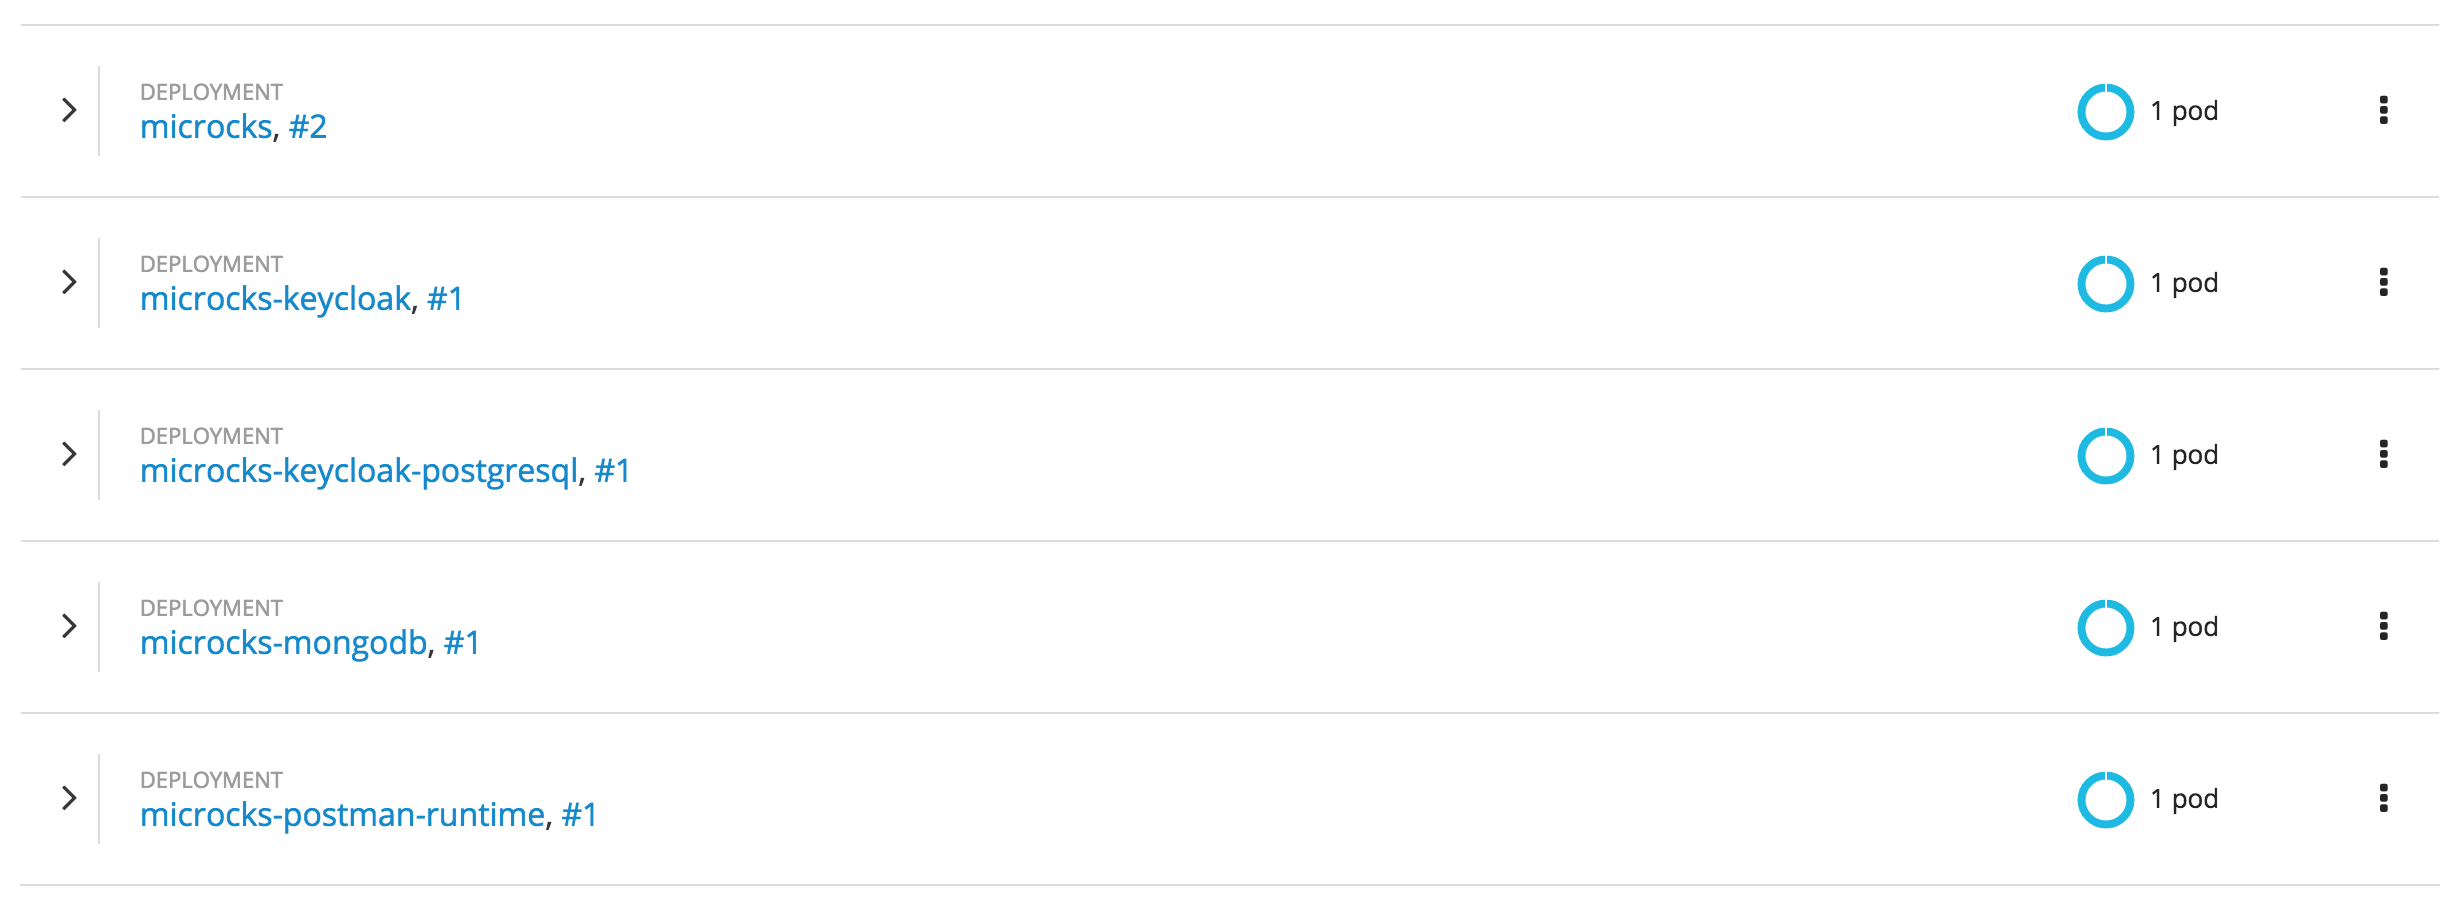 DEPLOYMENT
microcks, #2
1 pod
DEPLOYMENT
microcks-keycloak, #1
1 pod
DEPLOYMENT
microcks-keycloak-postgresql, #1
1 pod
DEPLOYMENT
microcks-mongodb, #1
1 pod
DEPLOYMENT
microcks-postman-runtime, #1
1 pod